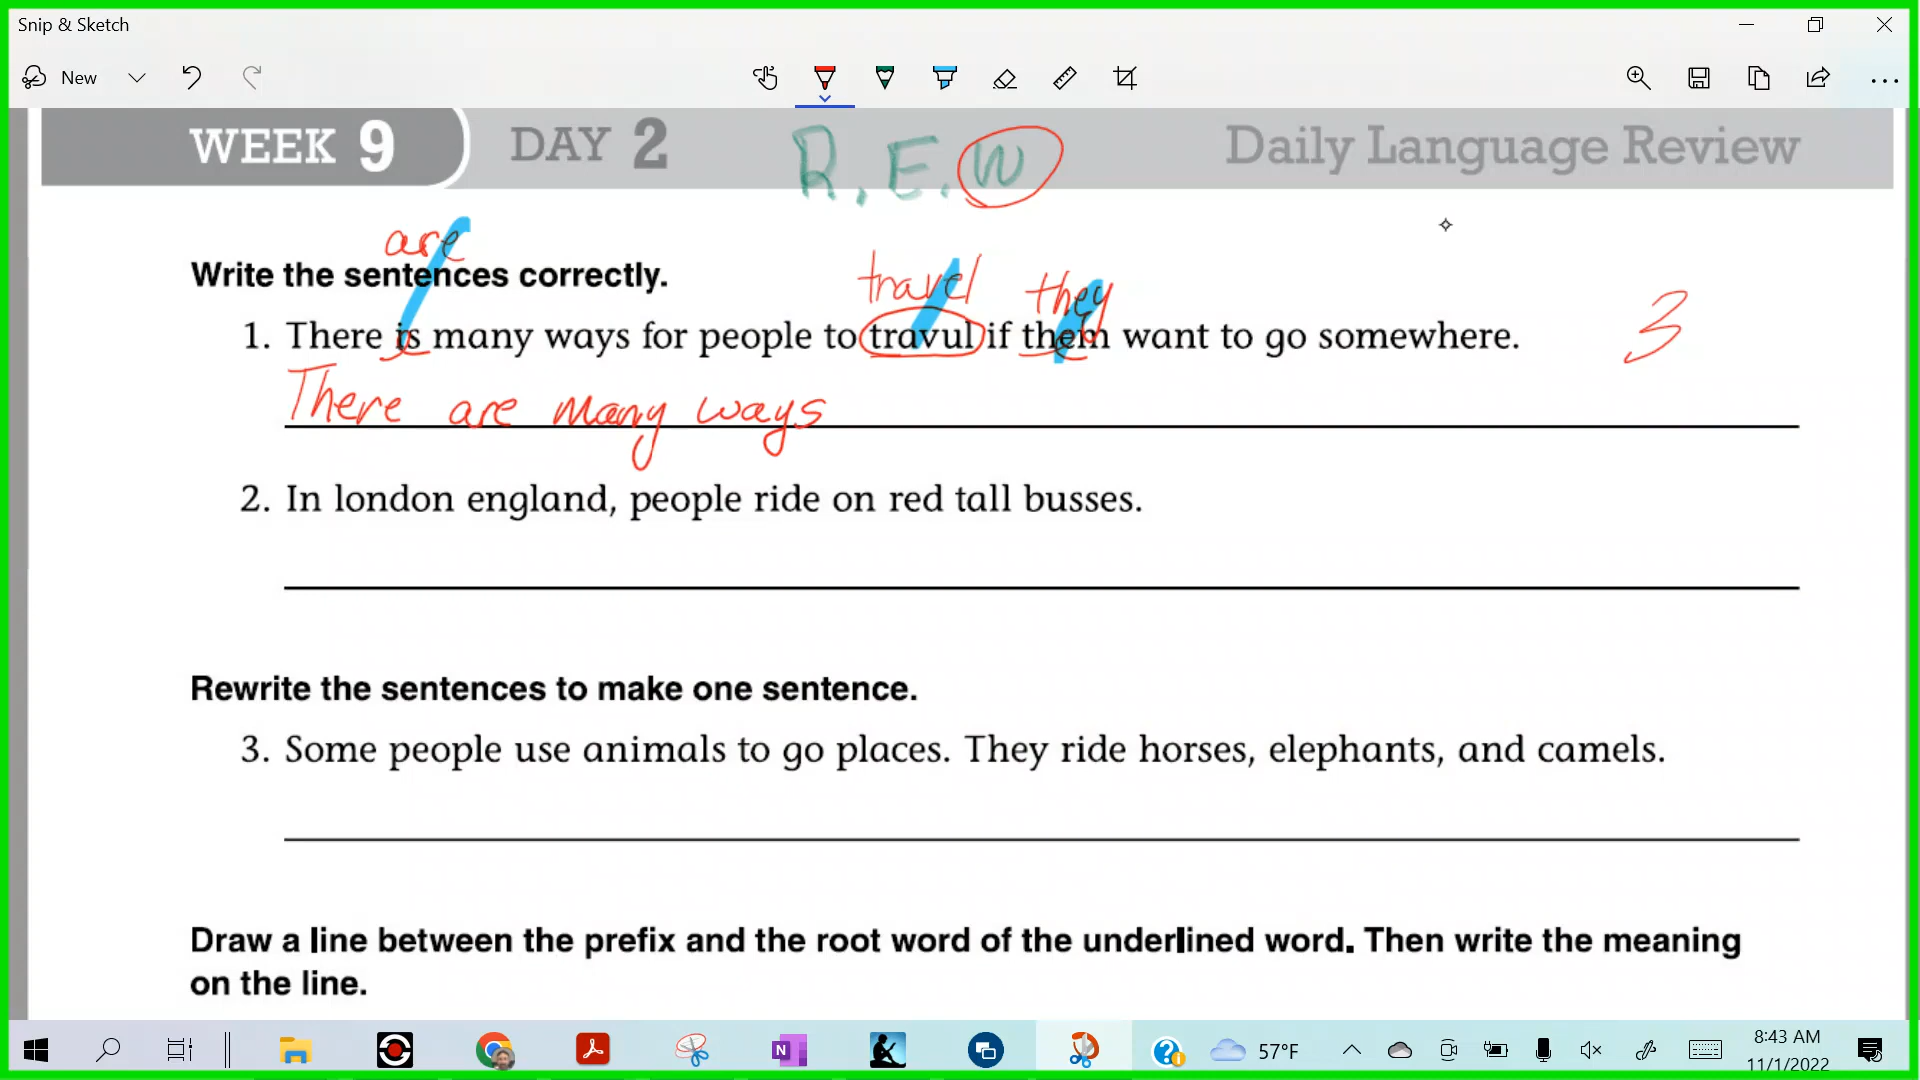 Snip & Sketch
New
WEEK 9 DAY 2 R.E.W Daily Language Review
are
Write the sentences correctly.
travel they
1. There is many ways for people to travul if them want to go somewhere. 3
There are many ways
2. In london england, people ride on red tall busses.
Rewrite the sentences to make one sentence.
3. Some people use animals to go places. They ride horses, elephants, and camels.
Draw a line between the prefix and the root word of the underlined word. Then write the meaning
on the line.
57°F
8:43 AM
11/1/2022